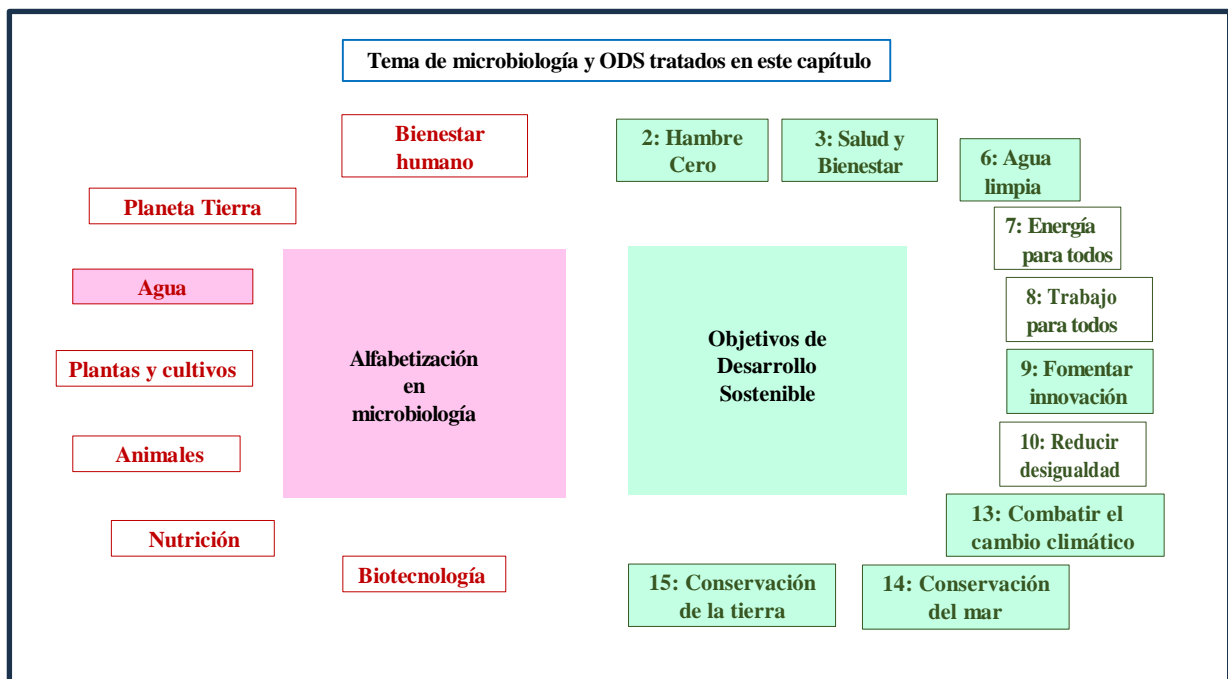 Tema de microbiología y ODS tratados en este capítulo
Bienestar
humano
Planeta Tierra
Agua
Plantas y cultivos
Animales
Nutrición
Biotecnología
Alfabetización
en
microbiología
Objetivos de
Desarrollo
Sostenible
2: Hambre
Cero
3: Salud y
Bienestar
6: Agua
limpia
7: Energía
para todos
8: Trabajo
para todos
9: Fomentar
innovación
10: Reducir
desigualdad
13: Combatir el
cambio climático
14: Conservación
del mar
15: Conservación
de la tierra